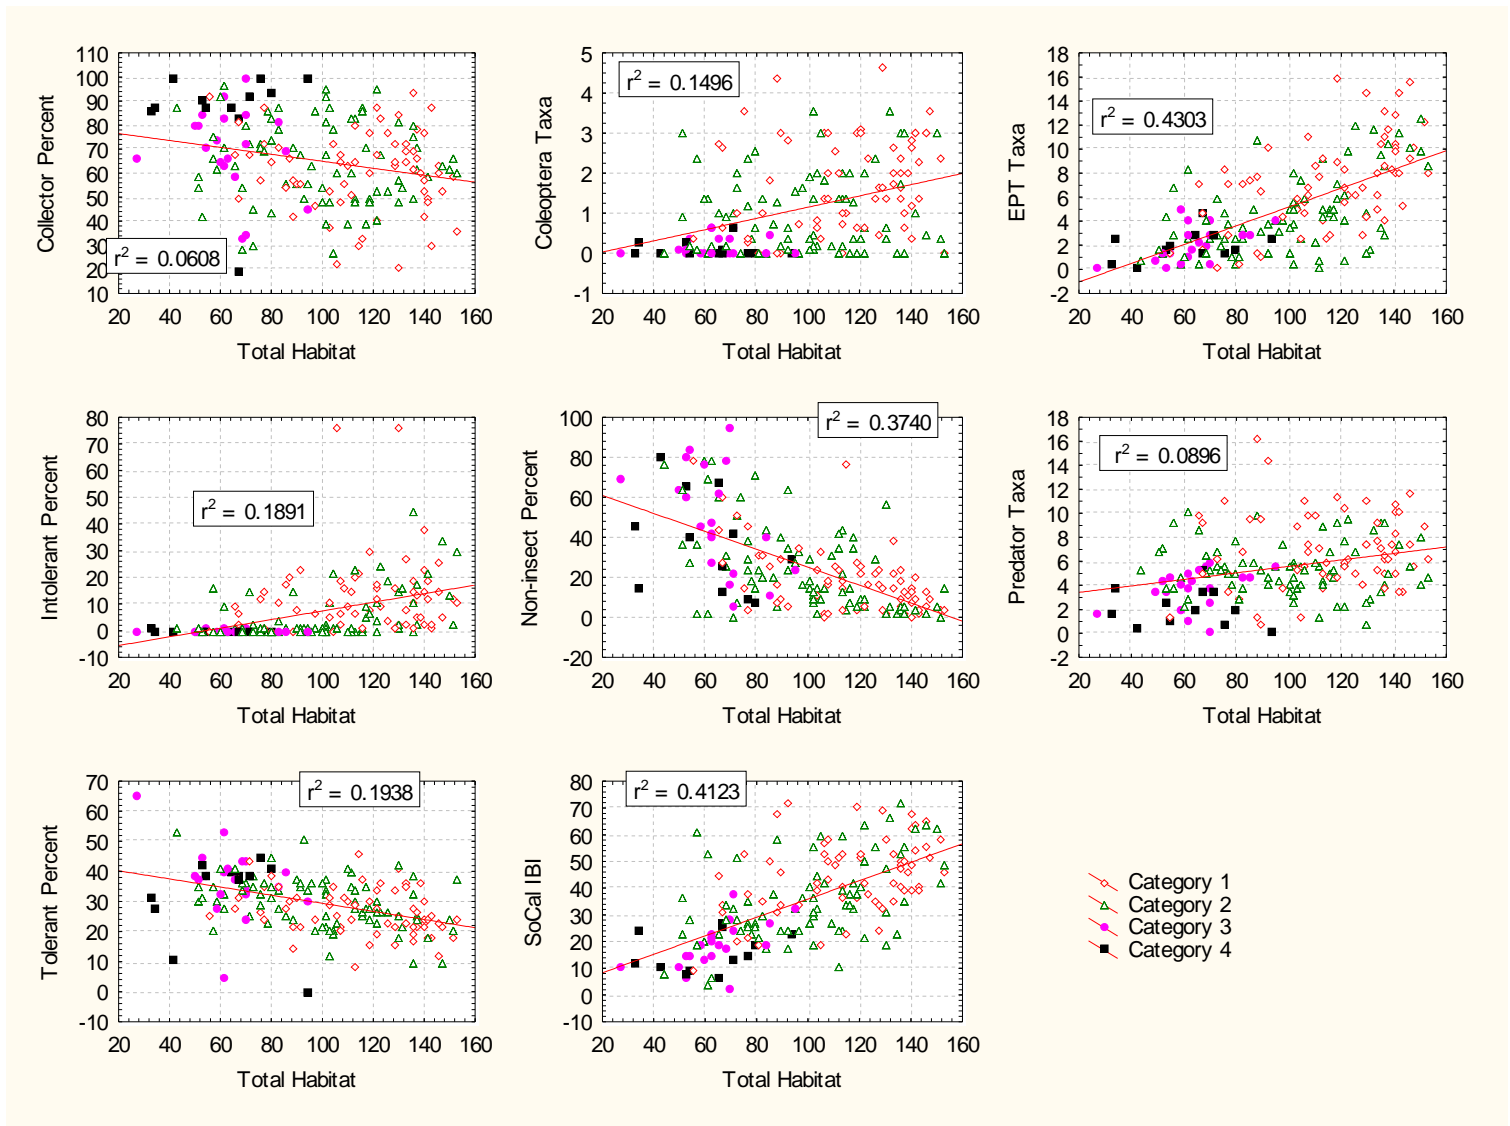 110
100
90
80
70
60
50
40
30
20
10
Collector Percent
r² = 0.0608
20 40 60 80 100 120 140 160
Total Habitat
5
4
3
2
1
0
-1
Coleoptera Taxa
r² = 0.1496
20 40 60 80 100 120 140 160
Total Habitat
18
16
14
12
10
8
6
4
2
0
-2
EPT Taxa
r² = 0.4303
20 40 60 80 100 120 140 160
Total Habitat
80
70
60
50
40
30
20
10
0
-10
Intolerant Percent
r² = 0.1891
20 40 60 80 100 120 140 160
Total Habitat
100
80
60
40
20
0
-20
Non-insect Percent
r² = 0.3740
20 40 60 80 100 120 140 160
Total Habitat
18
16
14
12
10
8
6
4
2
0
-2
Predator Taxa
r² = 0.0896
20 40 60 80 100 120 140 160
Total Habitat
70
60
50
40
30
20
10
0
-10
Tolerant Percent
r² = 0.1938
20 40 60 80 100 120 140 160
Total Habitat
80
70
60
50
40
30
20
10
0
-10
SoCal IBI
r² = 0.4123
20 40 60 80 100 120 140 160
Total Habitat
Category 1
Category 2
Category 3
Category 4